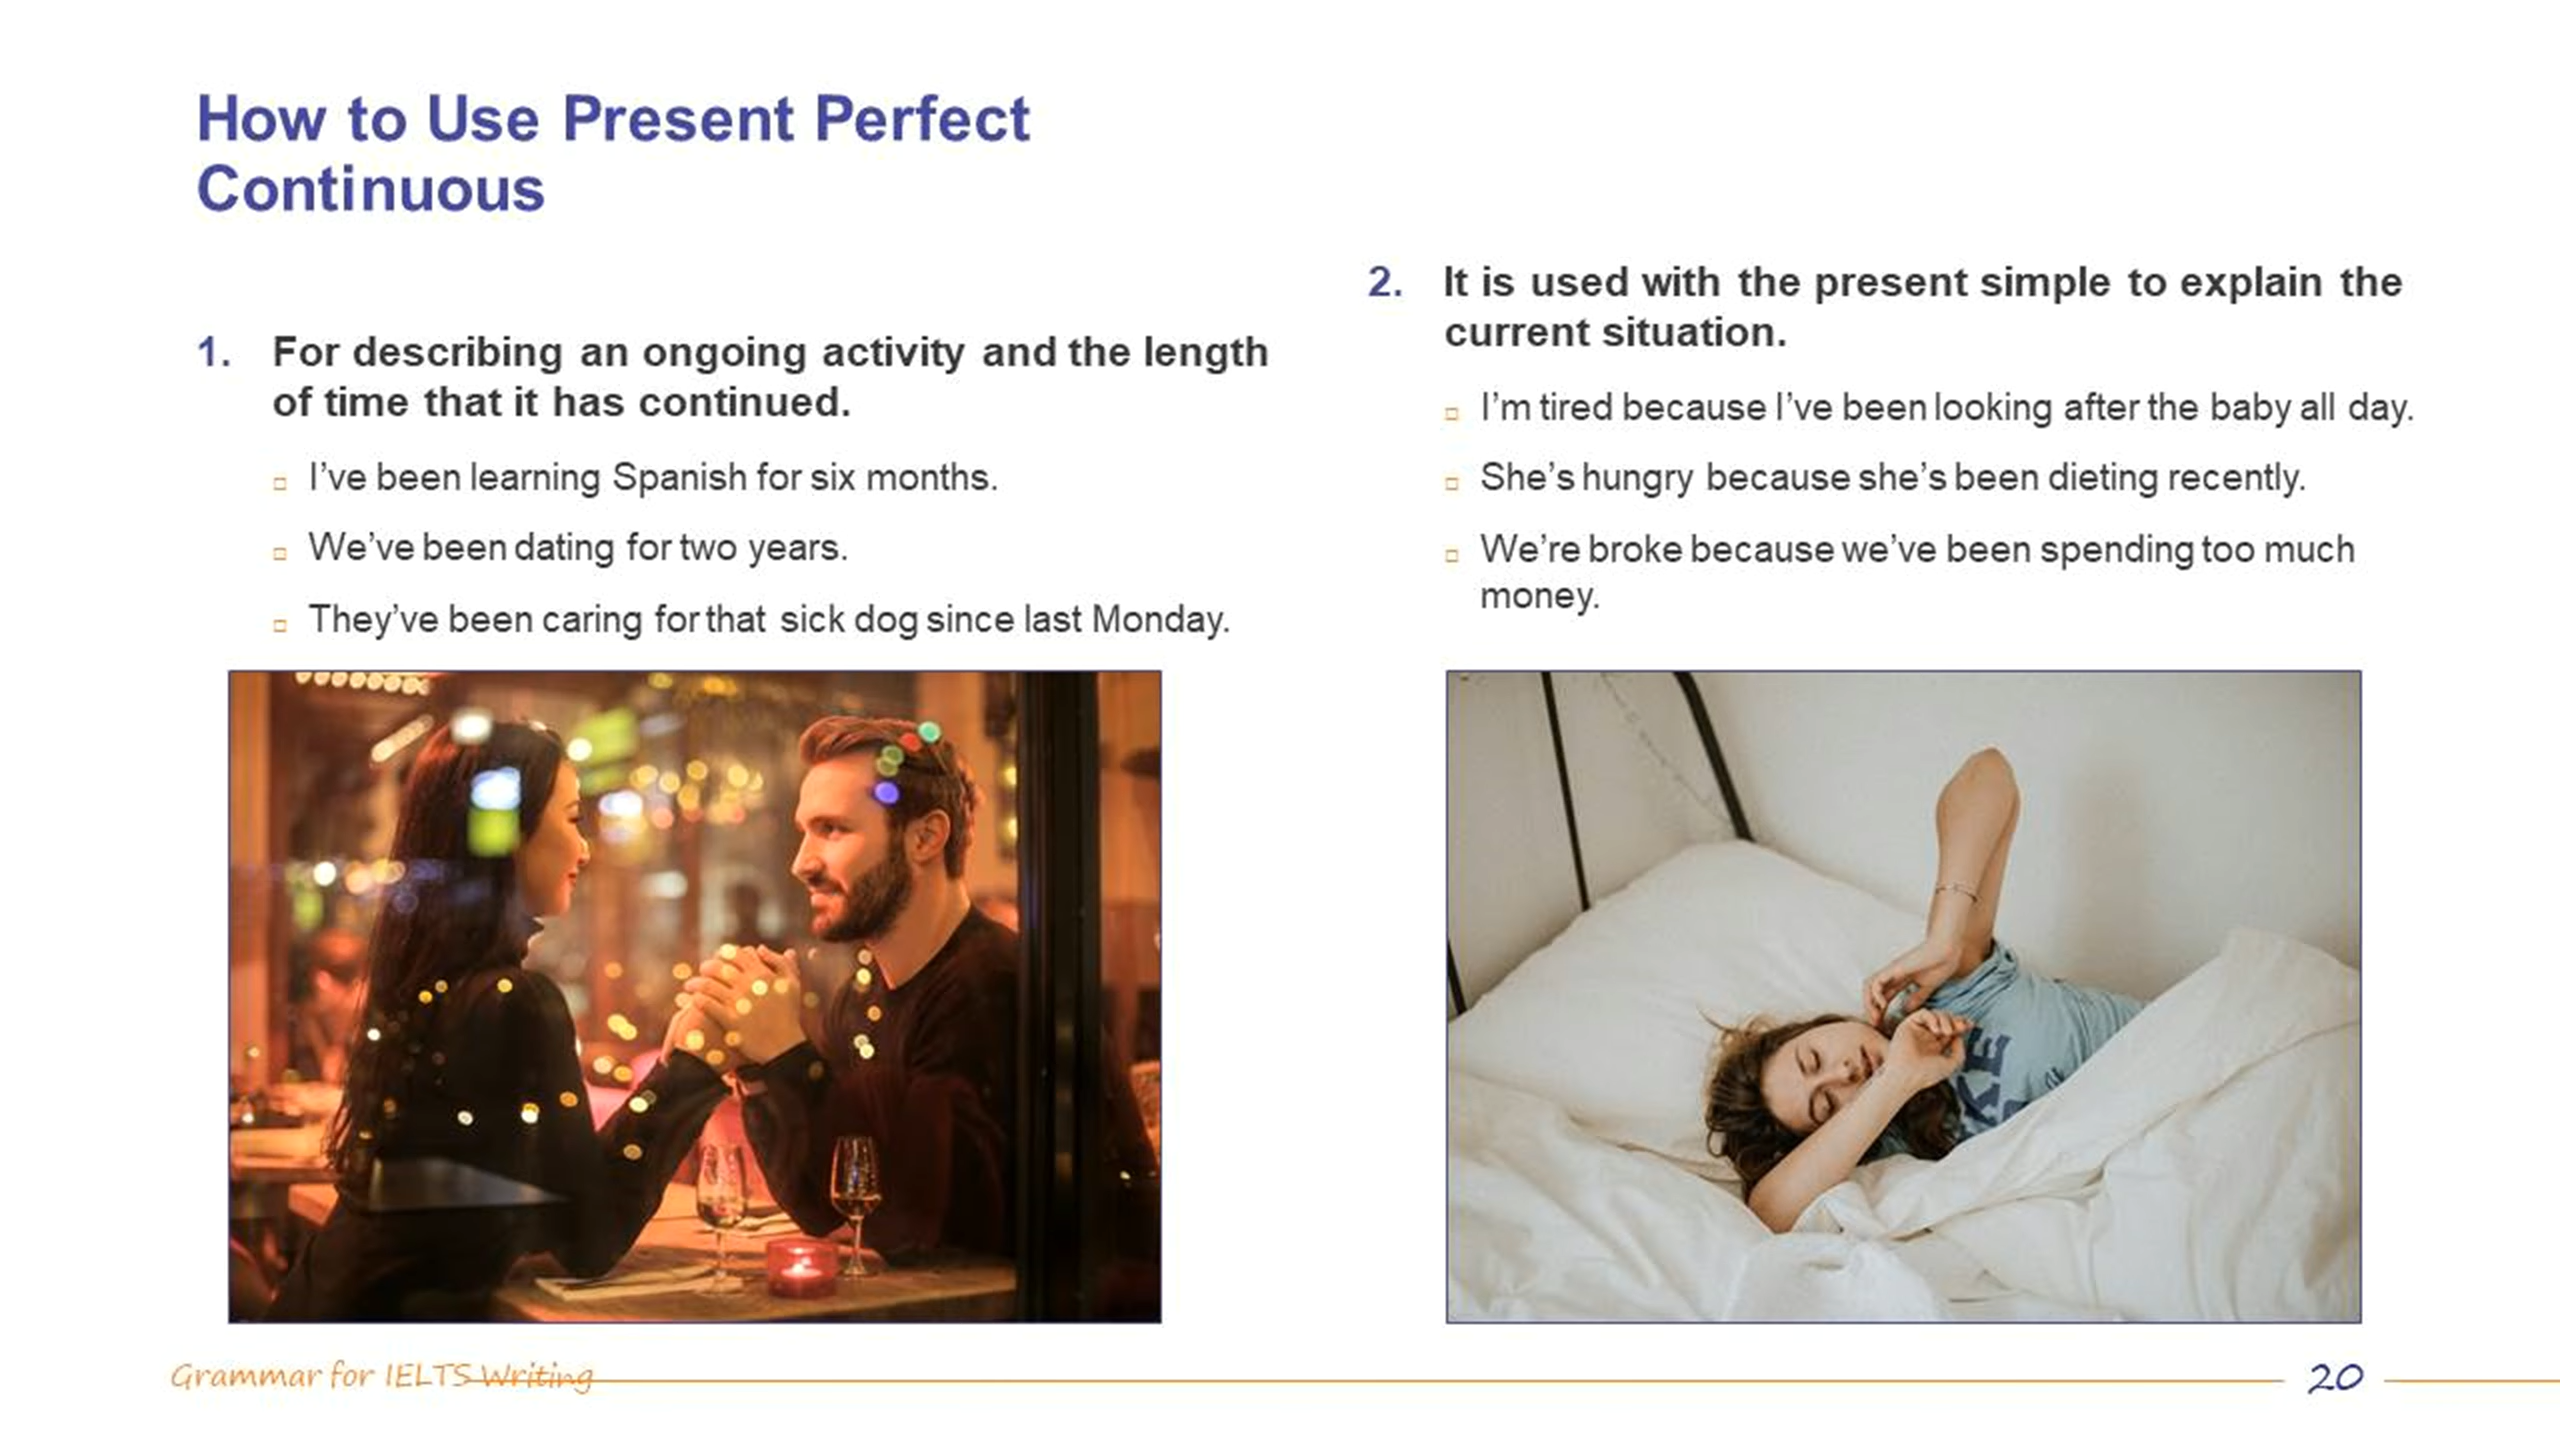 How to Use Present Perfect
Continuous
1. For describing an ongoing activity and the length
of time that it has continued.
I've been learning Spanish for six months.
We've been dating for two years.
They've been caring for that sick dog since last Monday.
2. It is used with the present simple to explain the
current situation.
I'm tired because I've been looking after the baby all day.
She's hungry because she's been dieting recently.
We're broke because we've been spending too much
money.
Grammar for IELTS Writing
20